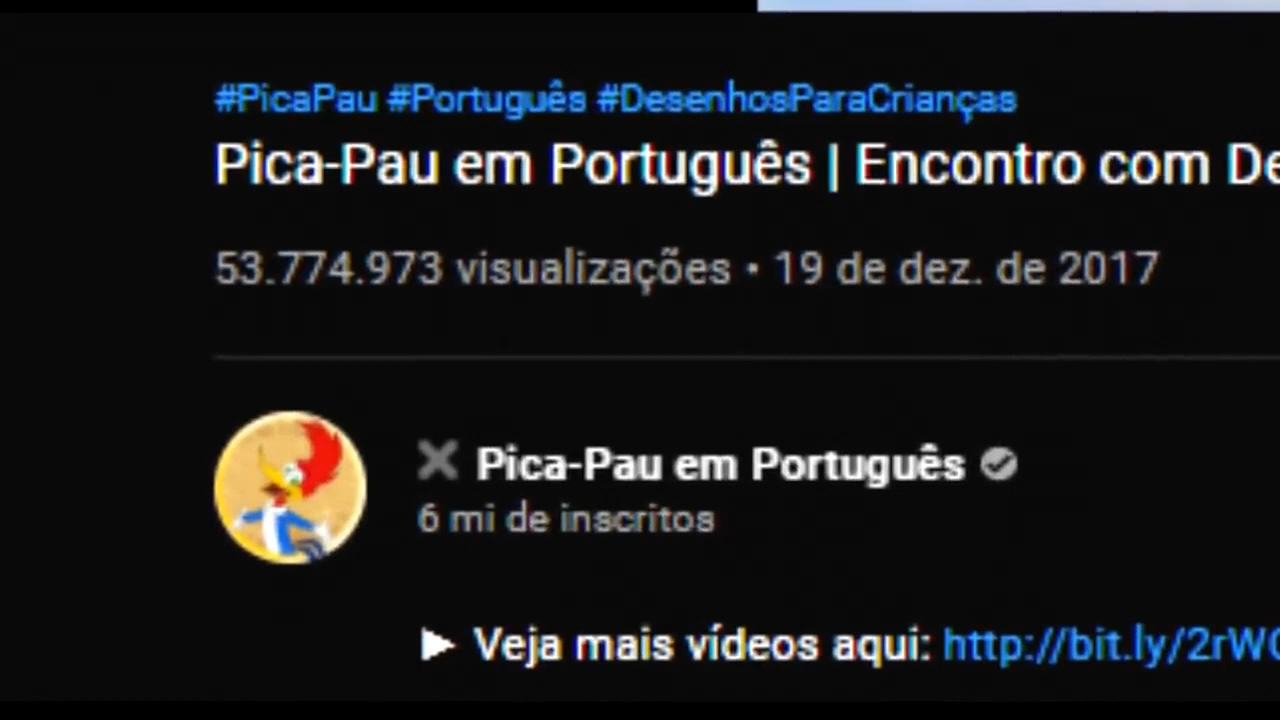 #PicaPau #Português #DesenhosParaCrianças
Pica-Pau em Português | Encontro com
53.774.973 visualizações • 19 de dez. de 2017
Pica-Pau em Português
6 mi de inscritos
► Veja mais vídeos aqui: http://bit.ly/2rW